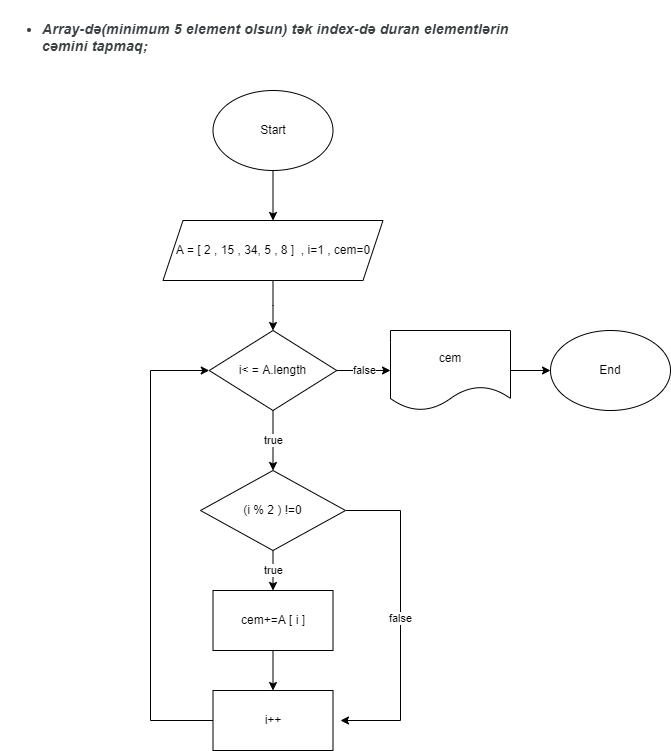 • Array-də(minimum 5 element olsun) tək index-də duran elementlərin
cəmini tapmaq;
Start
A = [ 2 , 15 , 34, 5 , 8 ] , i=1 , cem=0
i< = A.length
false
cem
End
true
(i % 2 ) !=0
true
cem+=A [ i ]
false
i++